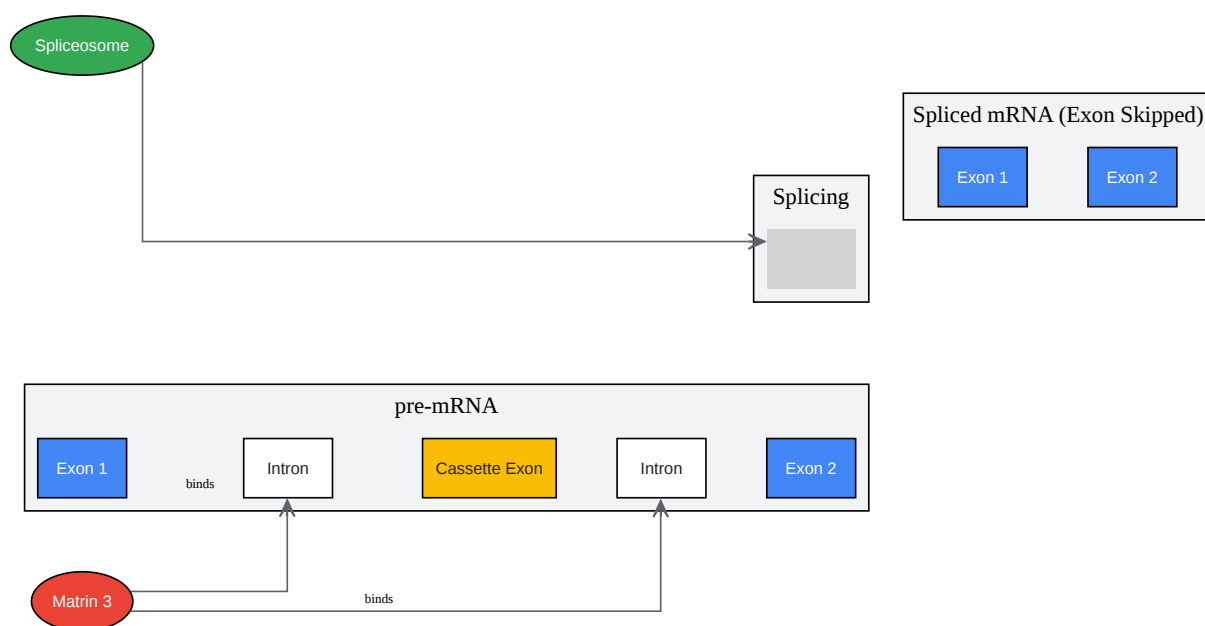 Spliceosome
Spliced mRNA (Exon Skipped)
Exon 1
Exon 2
Splicing
pre-mRNA
Exon 1
Intron
Cassette Exon
Intron
Exon 2
binds
Matrin 3
binds